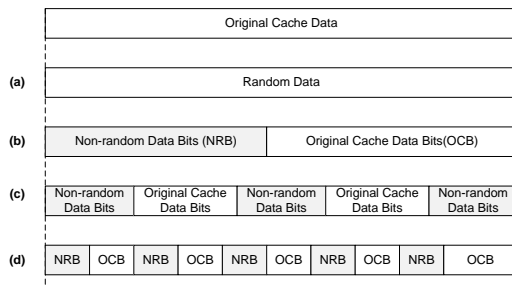 Original Cache Data
(a) Random Data
(b) Non-random Data Bits (NRB) Original Cache Data Bits(OCB)
(c) Non-random Data Bits Original Cache Data Bits Non-random Data Bits Original Cache Data Bits Non-random Data Bits
(d) NRB OCB NRB OCB NRB OCB NRB OCB NRB OCB